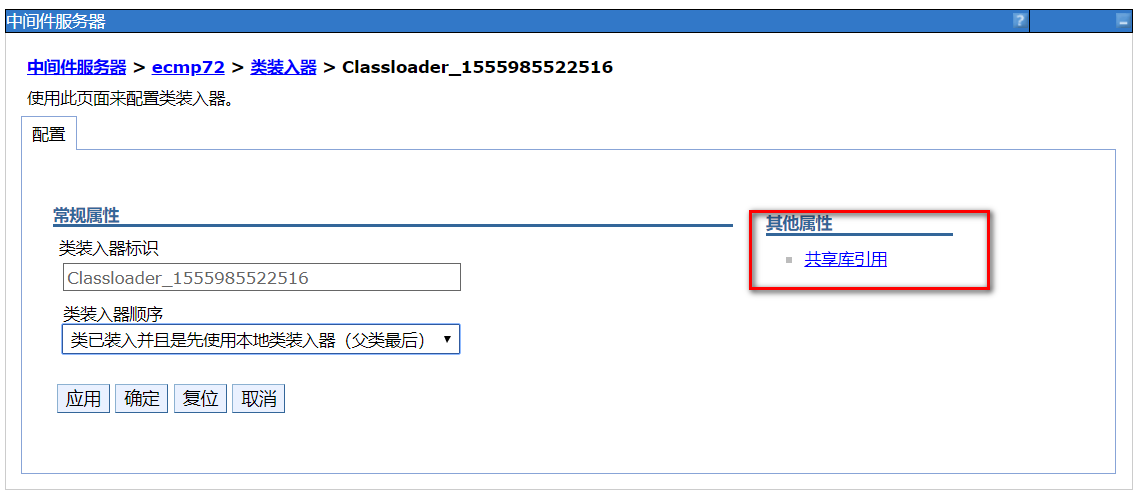 中间件服务器
?
中间件服务器 > ecmp72 > 类装入器 > Classloader_1555985522516
使用此页面来配置类装入器。
配置
常规属性
类装入器标识
Classloader_1555985522516
类装入器顺序
类已装入并且是先使用本地类装入器（父类最后）
应用 确定 复位 取消
其他属性
共享库引用